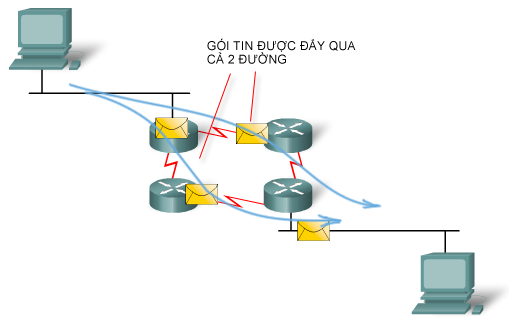 GÓI TIN ĐƯỢC ĐẨY QUA
CẢ 2 ĐƯỜNG